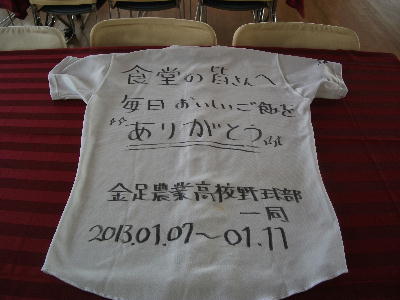 食堂の皆さんへ
毎日おいしいご飯を
ありがとう
金足農業高校野球部
一同
2013.01.07～01.11